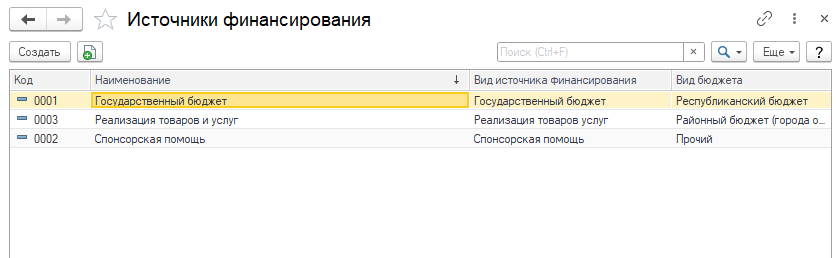 Источники финансирования
Создать Поиск (Ctrl+F) × Еще ?
Код Наименование ↓ Вид источника финансирования Вид бюджета
0001 Государственный бюджет Государственный бюджет Республиканский бюджет
0003 Реализация товаров и услуг Реализация товаров услуг Районный бюджет (города о...
0002 Спонсорская помощь Спонсорская помощь Прочий